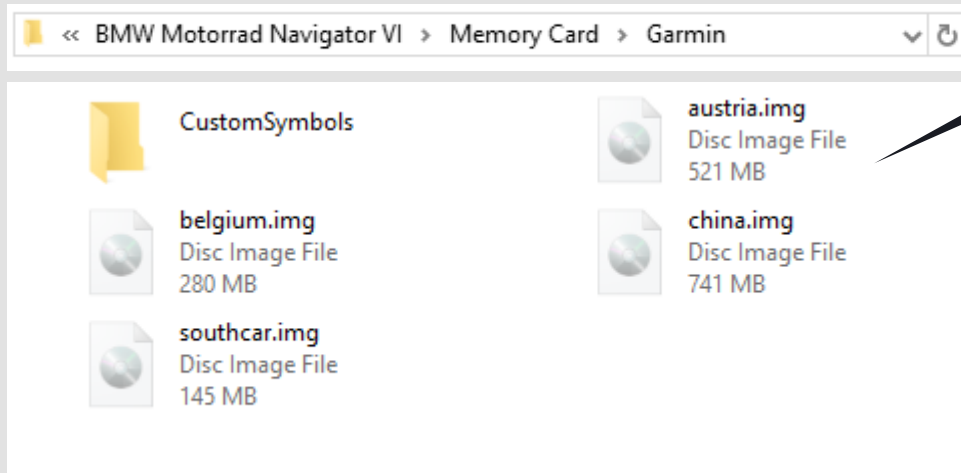 « BMW Motorrad Navigator VI > Memory Card > Garmin
CustomSymbols
austria.img
Disc Image File
521 MB
belgium.img
Disc Image File
280 MB
china.img
Disc Image File
741 MB
southcar.img
Disc Image File
145 MB